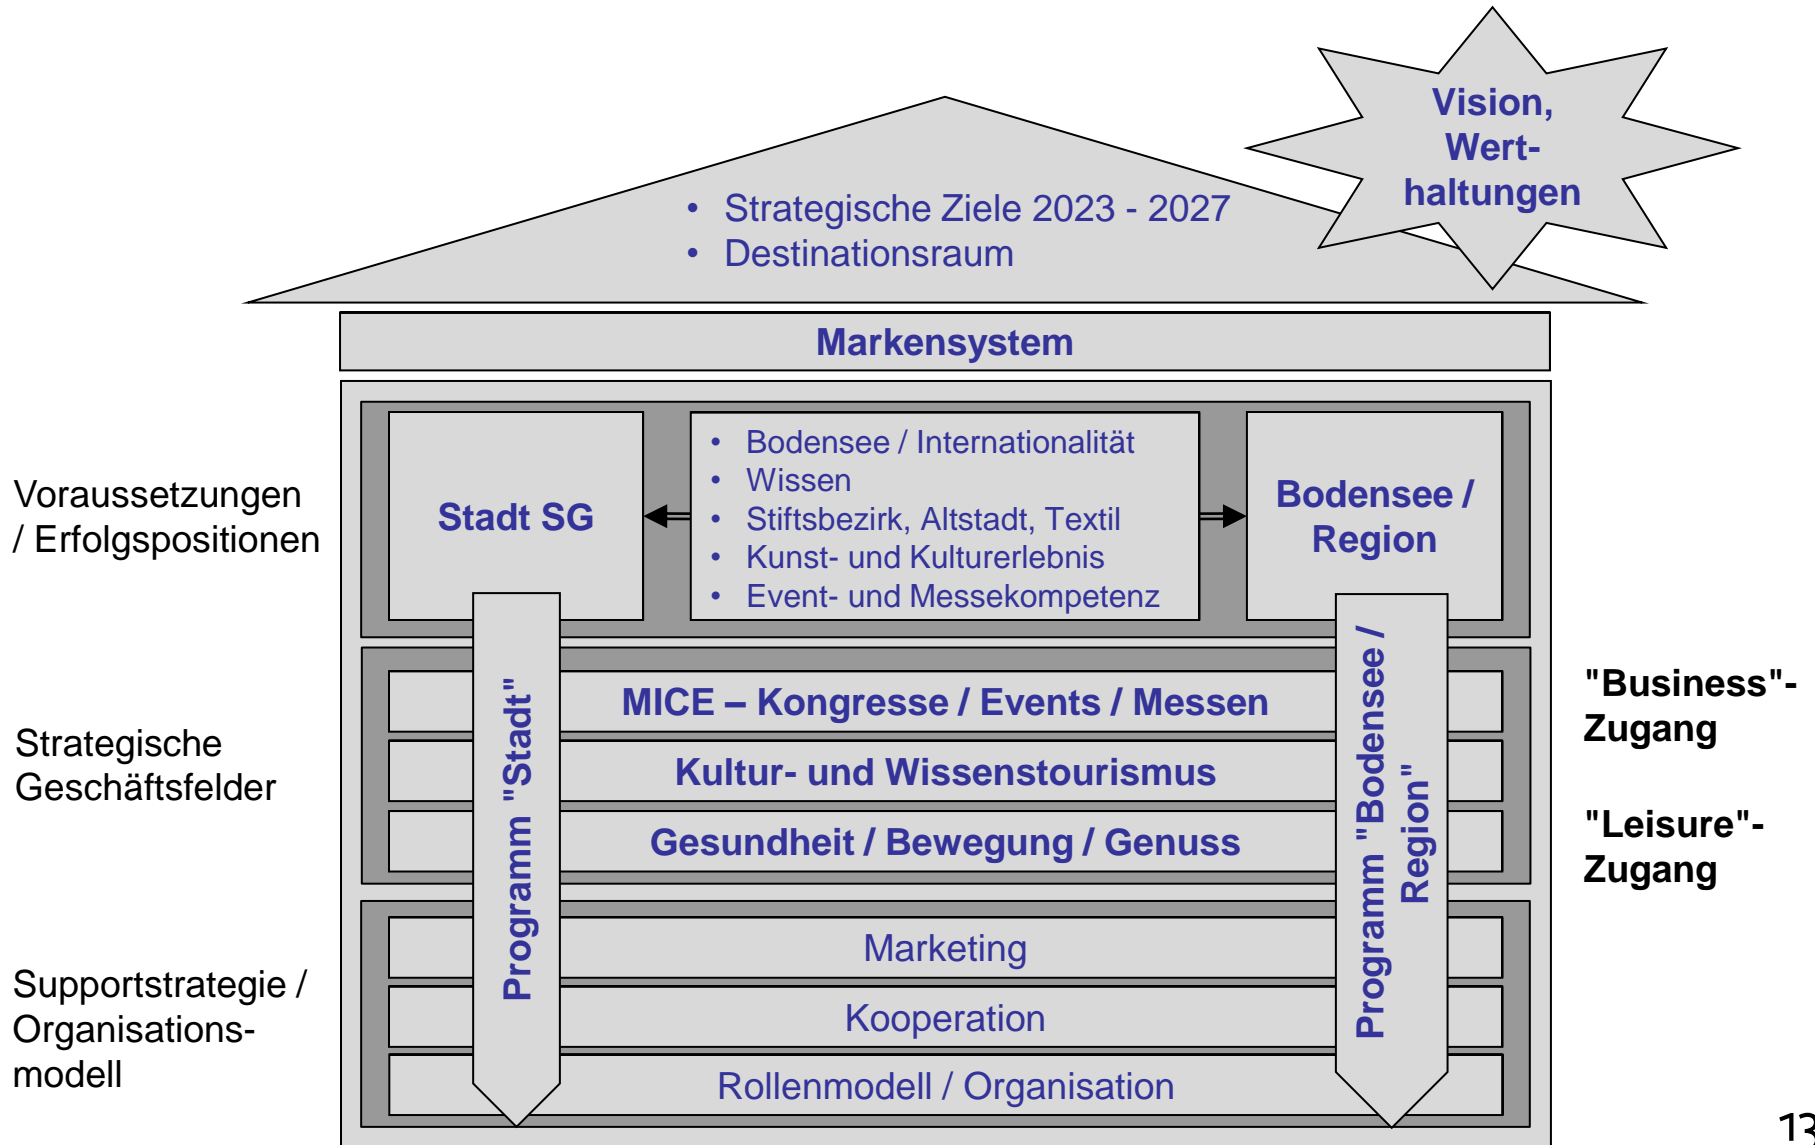 Vision,
Wert-
haltungen
• Strategische Ziele 2023 - 2027
• Destinationsraum
Markensystem
Voraussetzungen
/ Erfolgspositionen
Stadt SG
• Bodensee / Internationalität
• Wissen
• Stiftsbezirk, Altstadt, Textil
• Kunst- und Kulturerlebnis
• Event- und Messekompetenz
Bodensee /
Region
Strategische
Geschäftsfelder
Programm "Stadt"
MICE – Kongresse / Events / Messen
Kultur- und Wissenstourismus
Gesundheit / Bewegung / Genuss
Programm "Bodensee /
Region"
"Business"-
Zugang
"Leisure"-
Zugang
Supportstrategie /
Organisations-
modell
Marketing
Kooperation
Rollenmodell / Organisation
13